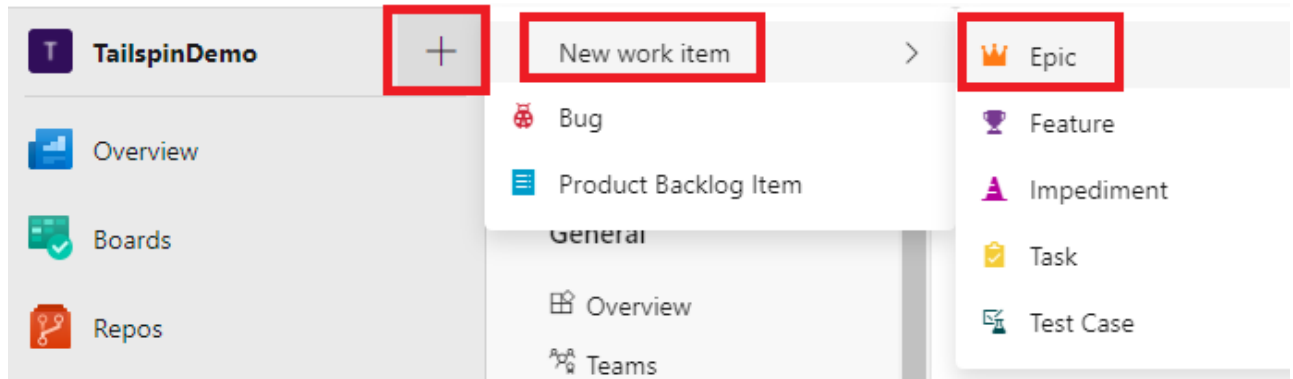 T TailspinDemo
Overview
Boards
Repos
New work item
Bug
Product Backlog Item
General
Overview
Teams
Epic
Feature
Impediment
Task
Test Case